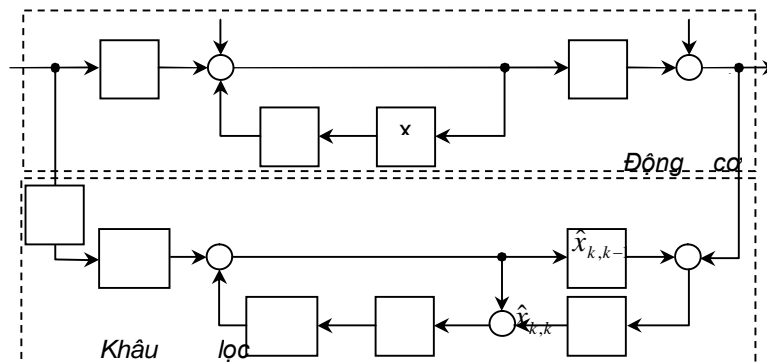 x
Động cơ
x̂k,k-1
x̂k,k
Khâu lọc